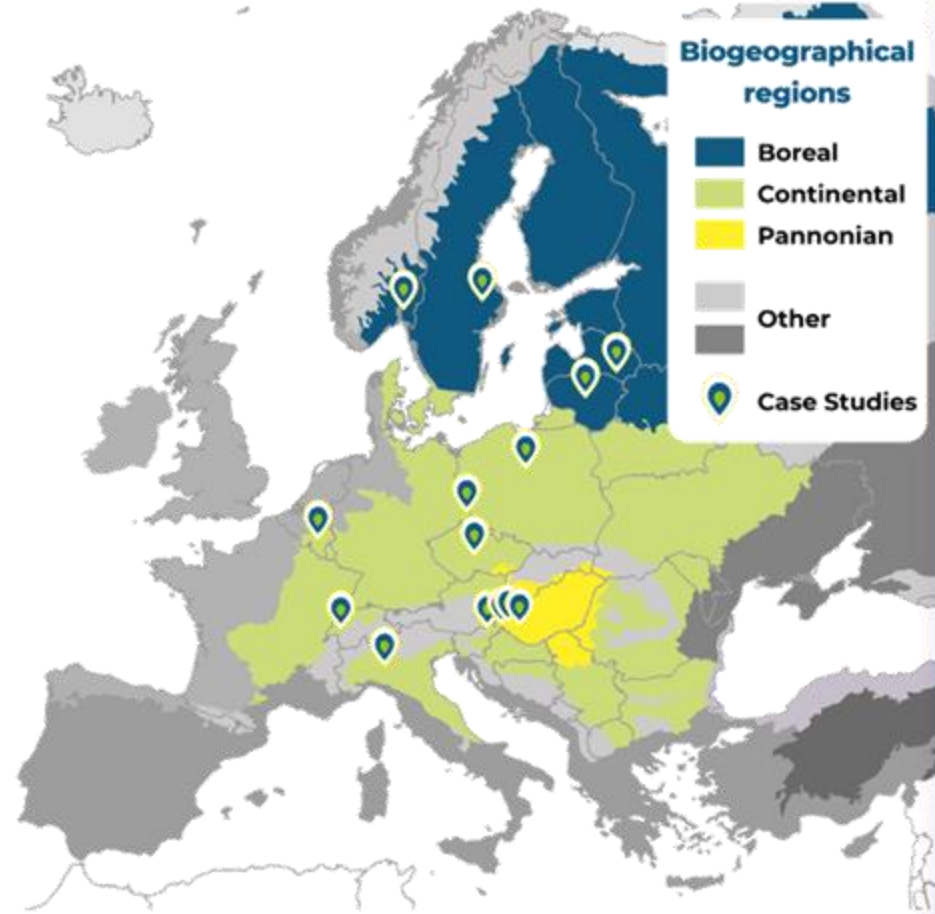 Biogeographical
regions
Boreal
Continental
Pannonian
Other
Case Studies